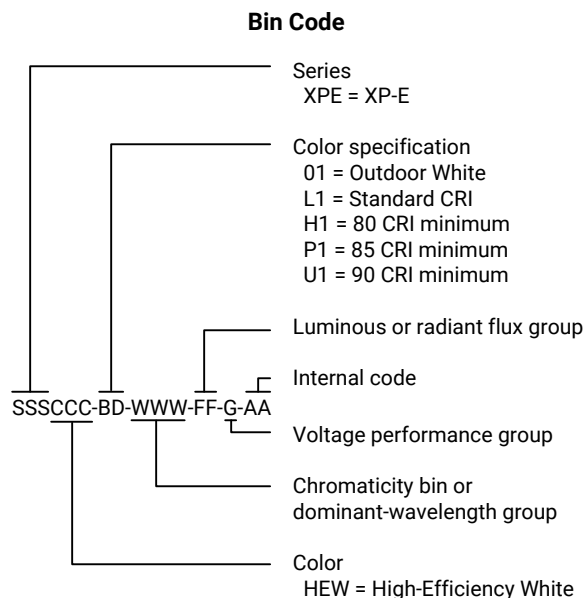 Bin Code
Series
XPE = XP-E
Color specification
01 = Outdoor White
L1 = Standard CRI
H1 = 80 CRI minimum
P1 = 85 CRI minimum
U1 = 90 CRI minimum
Luminous or radiant flux group
Internal code
SSSCCC-BD-WWW-FF-G-AA
Voltage performance group
Chromaticity bin or
dominant-wavelength group
Color
HEW = High-Efficiency White